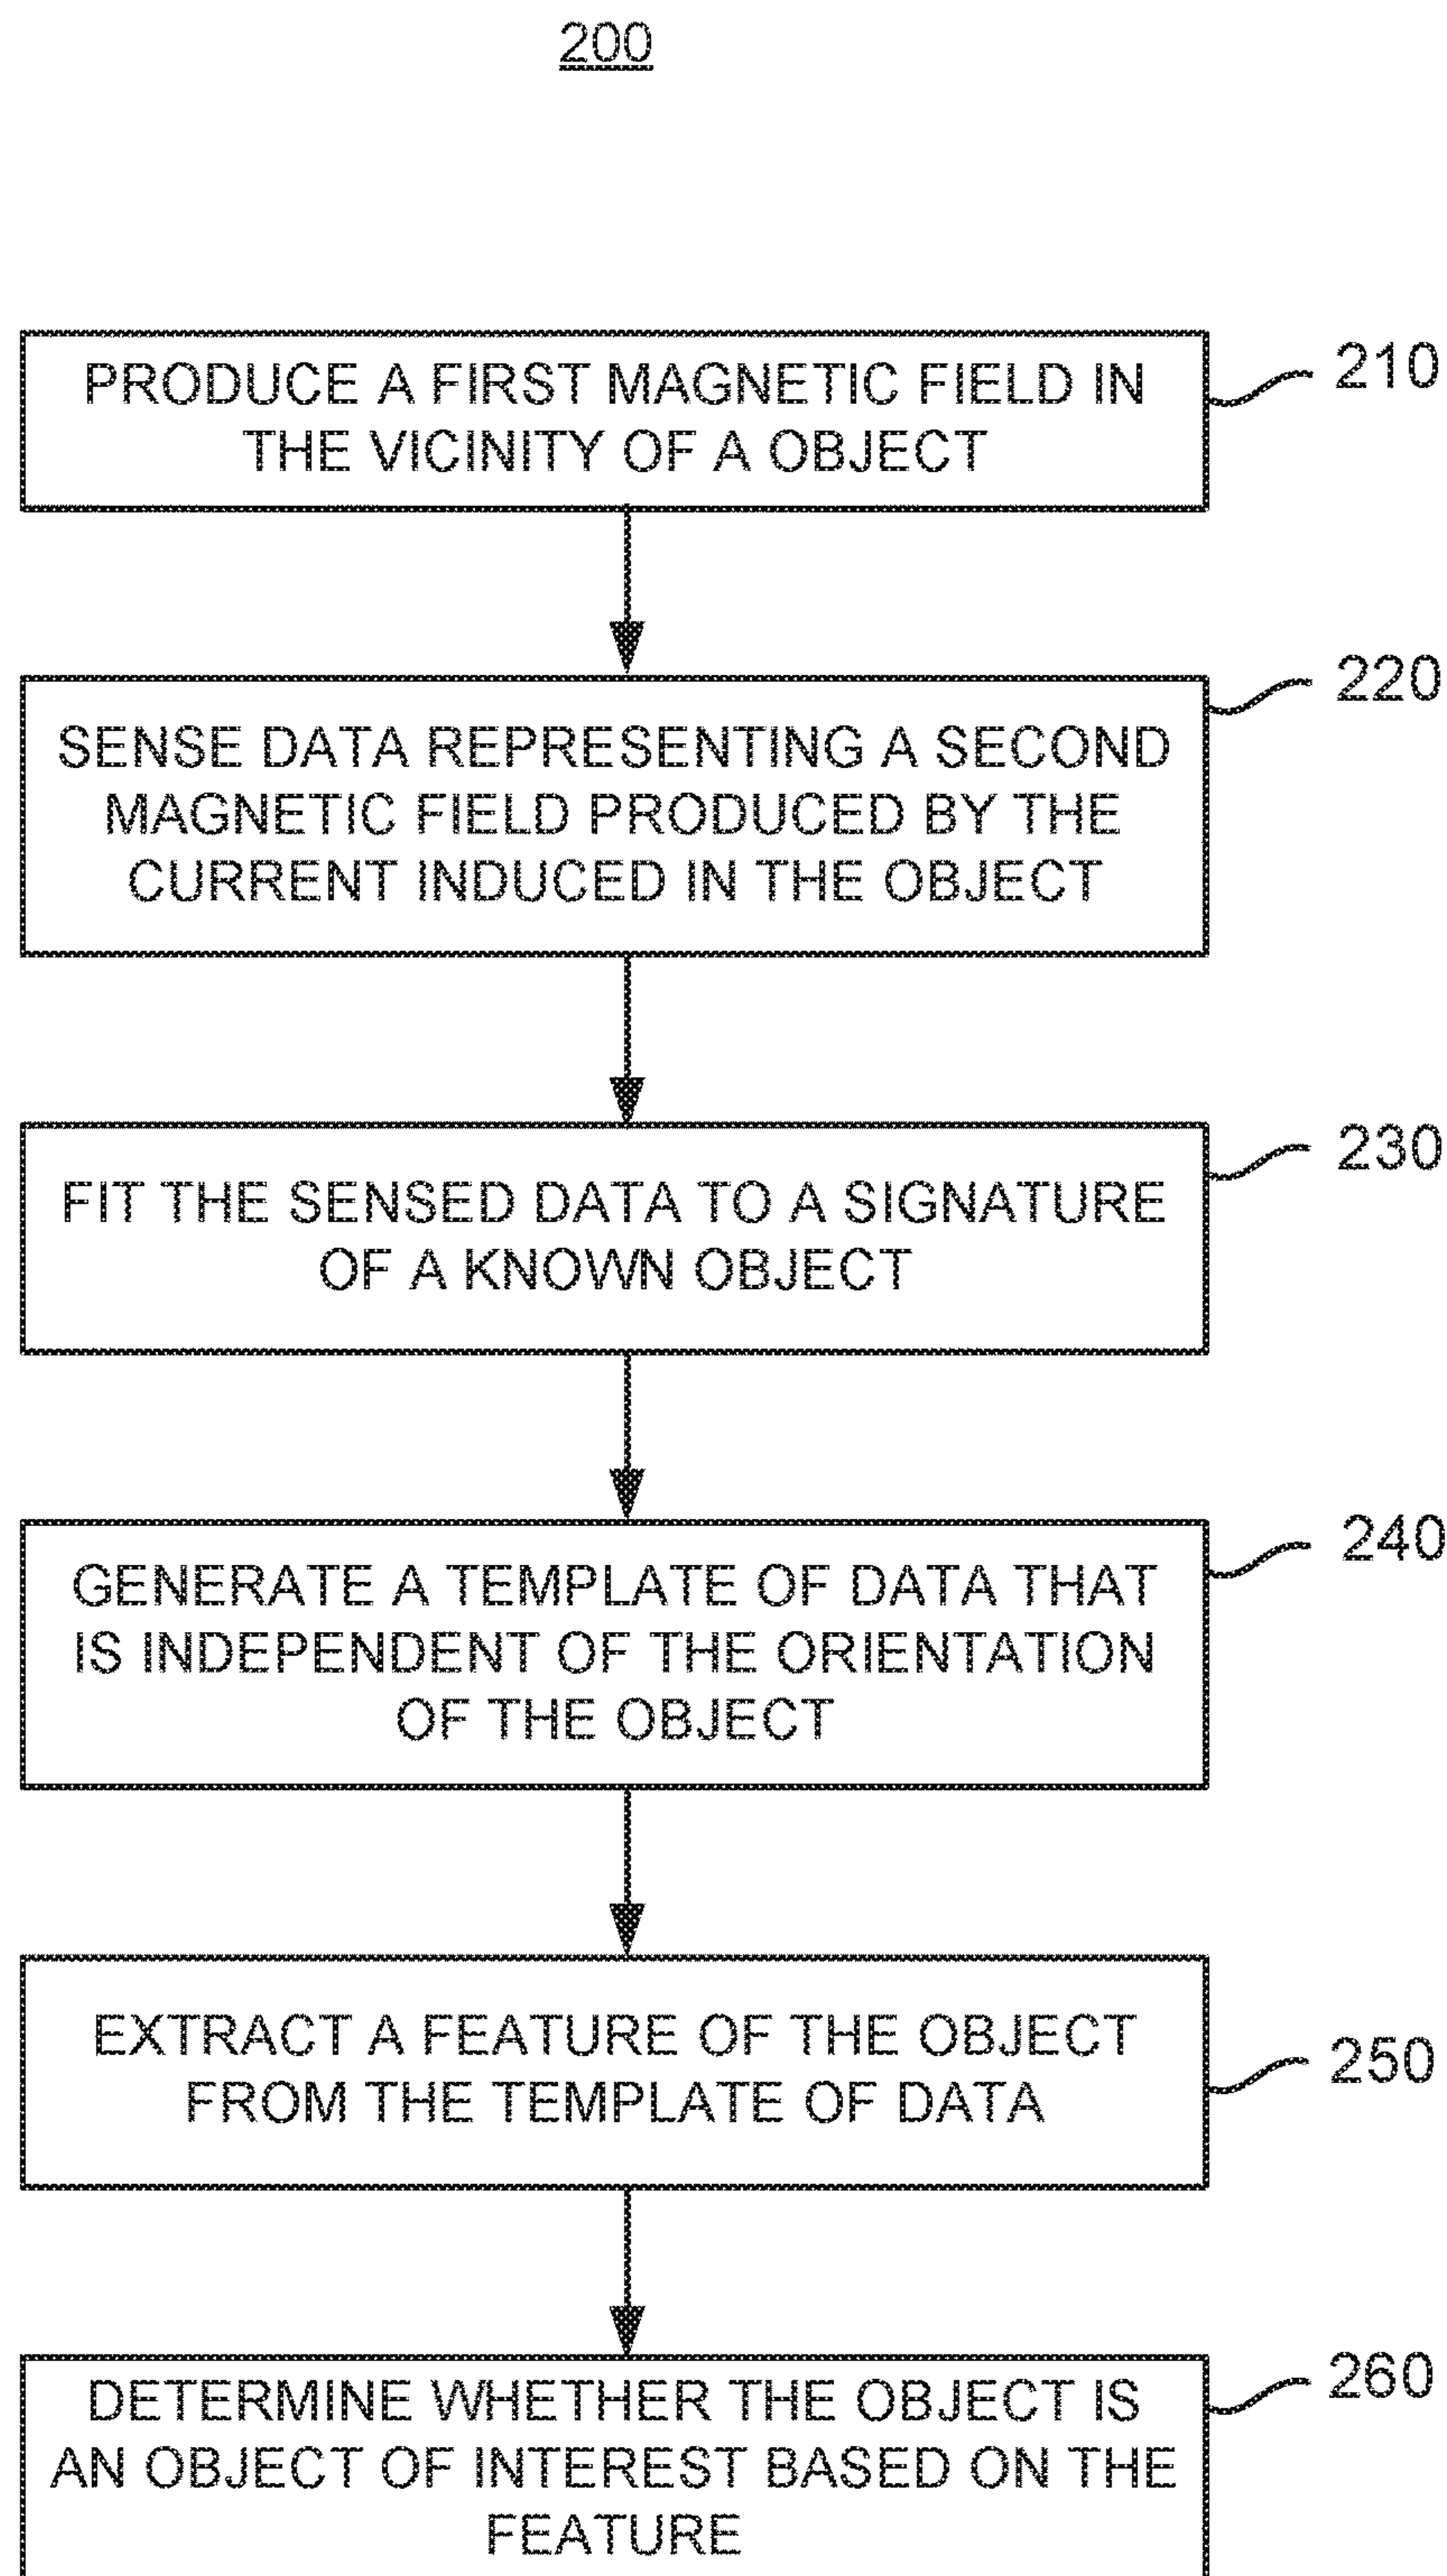 200
PRODUCE A FIRST MAGNETIC FIELD IN
THE VICINITY OF A OBJECT
210
SENSE DATA REPRESENTING A SECOND
MAGNETIC FIELD PRODUCED BY THE
CURRENT INDUCED IN THE OBJECT
220
FIT THE SENSED DATA TO A SIGNATURE
OF A KNOWN OBJECT
230
GENERATE A TEMPLATE OF DATA THAT
IS INDEPENDENT OF THE ORIENTATION
OF THE OBJECT
240
EXTRACT A FEATURE OF THE OBJECT
FROM THE TEMPLATE OF DATA
250
DETERMINE WHETHER THE OBJECT IS
AN OBJECT OF INTEREST BASED ON THE
FEATURE
260